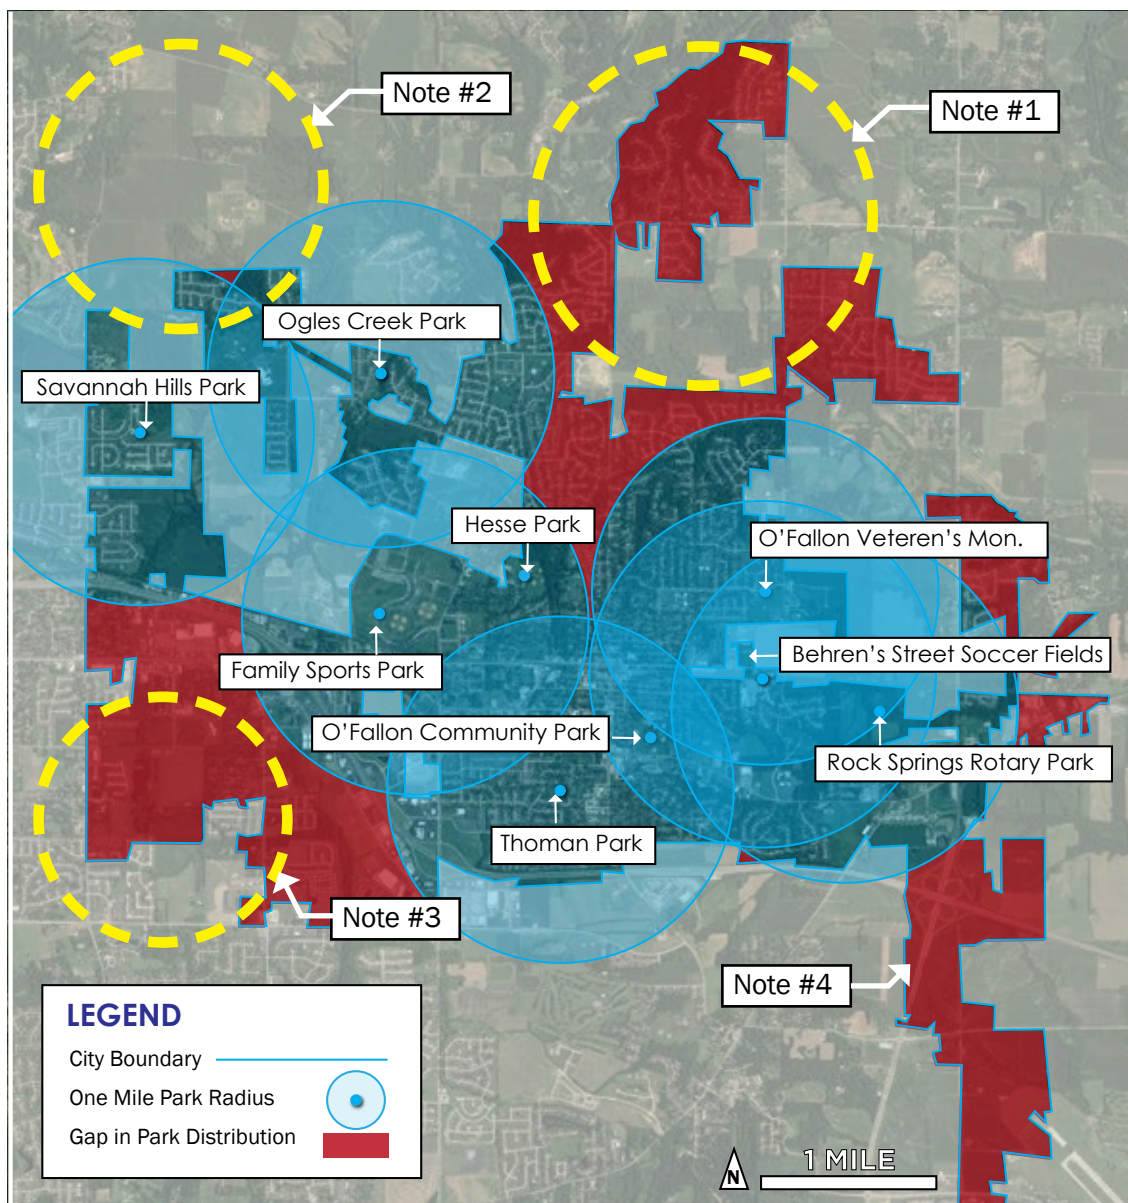 Note #2
Note #1
Ogles Creek Park
Savannah Hills Park
Hesse Park
O'Fallon Veteren's Mon.
Behren's Street Soccer Fields
Family Sports Park
O'Fallon Community Park
Rock Springs Rotary Park
Thoman Park
Note #3
Note #4
LEGEND
City Boundary
One Mile Park Radius
Gap in Park Distribution
N
1 MILE